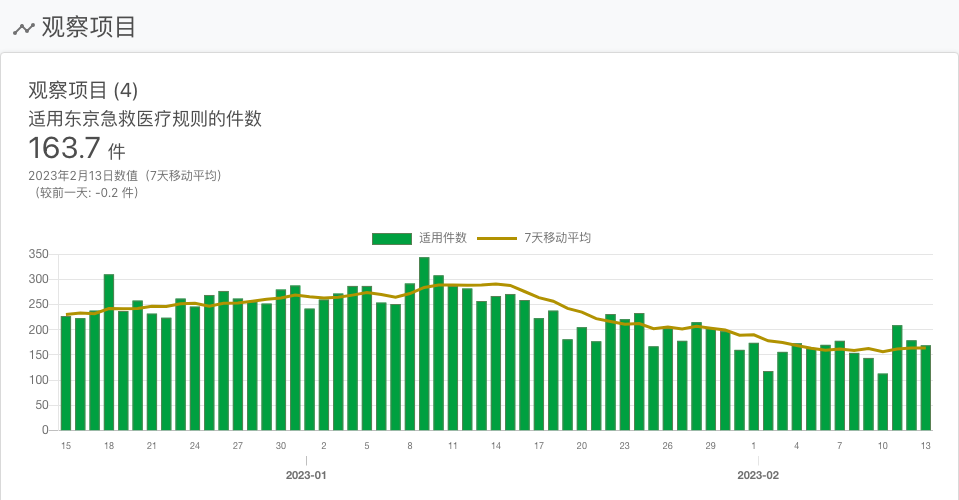 观察项目
观察项目 (4)
适用东京急救医疗规则的件数
163.7 件
2023年2月13日数值（7天移动平均）
（较前一天: -0.2 件）
适用件数 7天移动平均
350
300
250
200
150
100
50
0
15 18 21 24 27 30 2 5 8 11 14 17 20 23 26 29 1 4 7 10 13
2023-01 2023-02